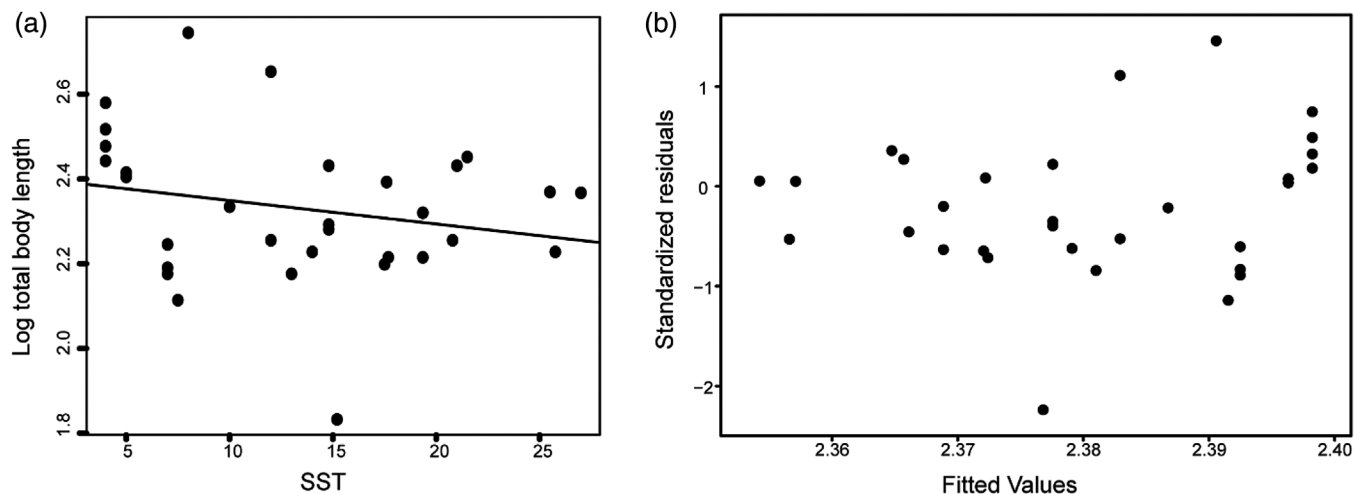 (a)
Log total body length
2.6
2.4
2.2
2.0
1.8
5 10 15 20 25
SST
(b)
Standardized residuals
1
0
−1
−2
2.36 2.37 2.38 2.39 2.40
Fitted Values